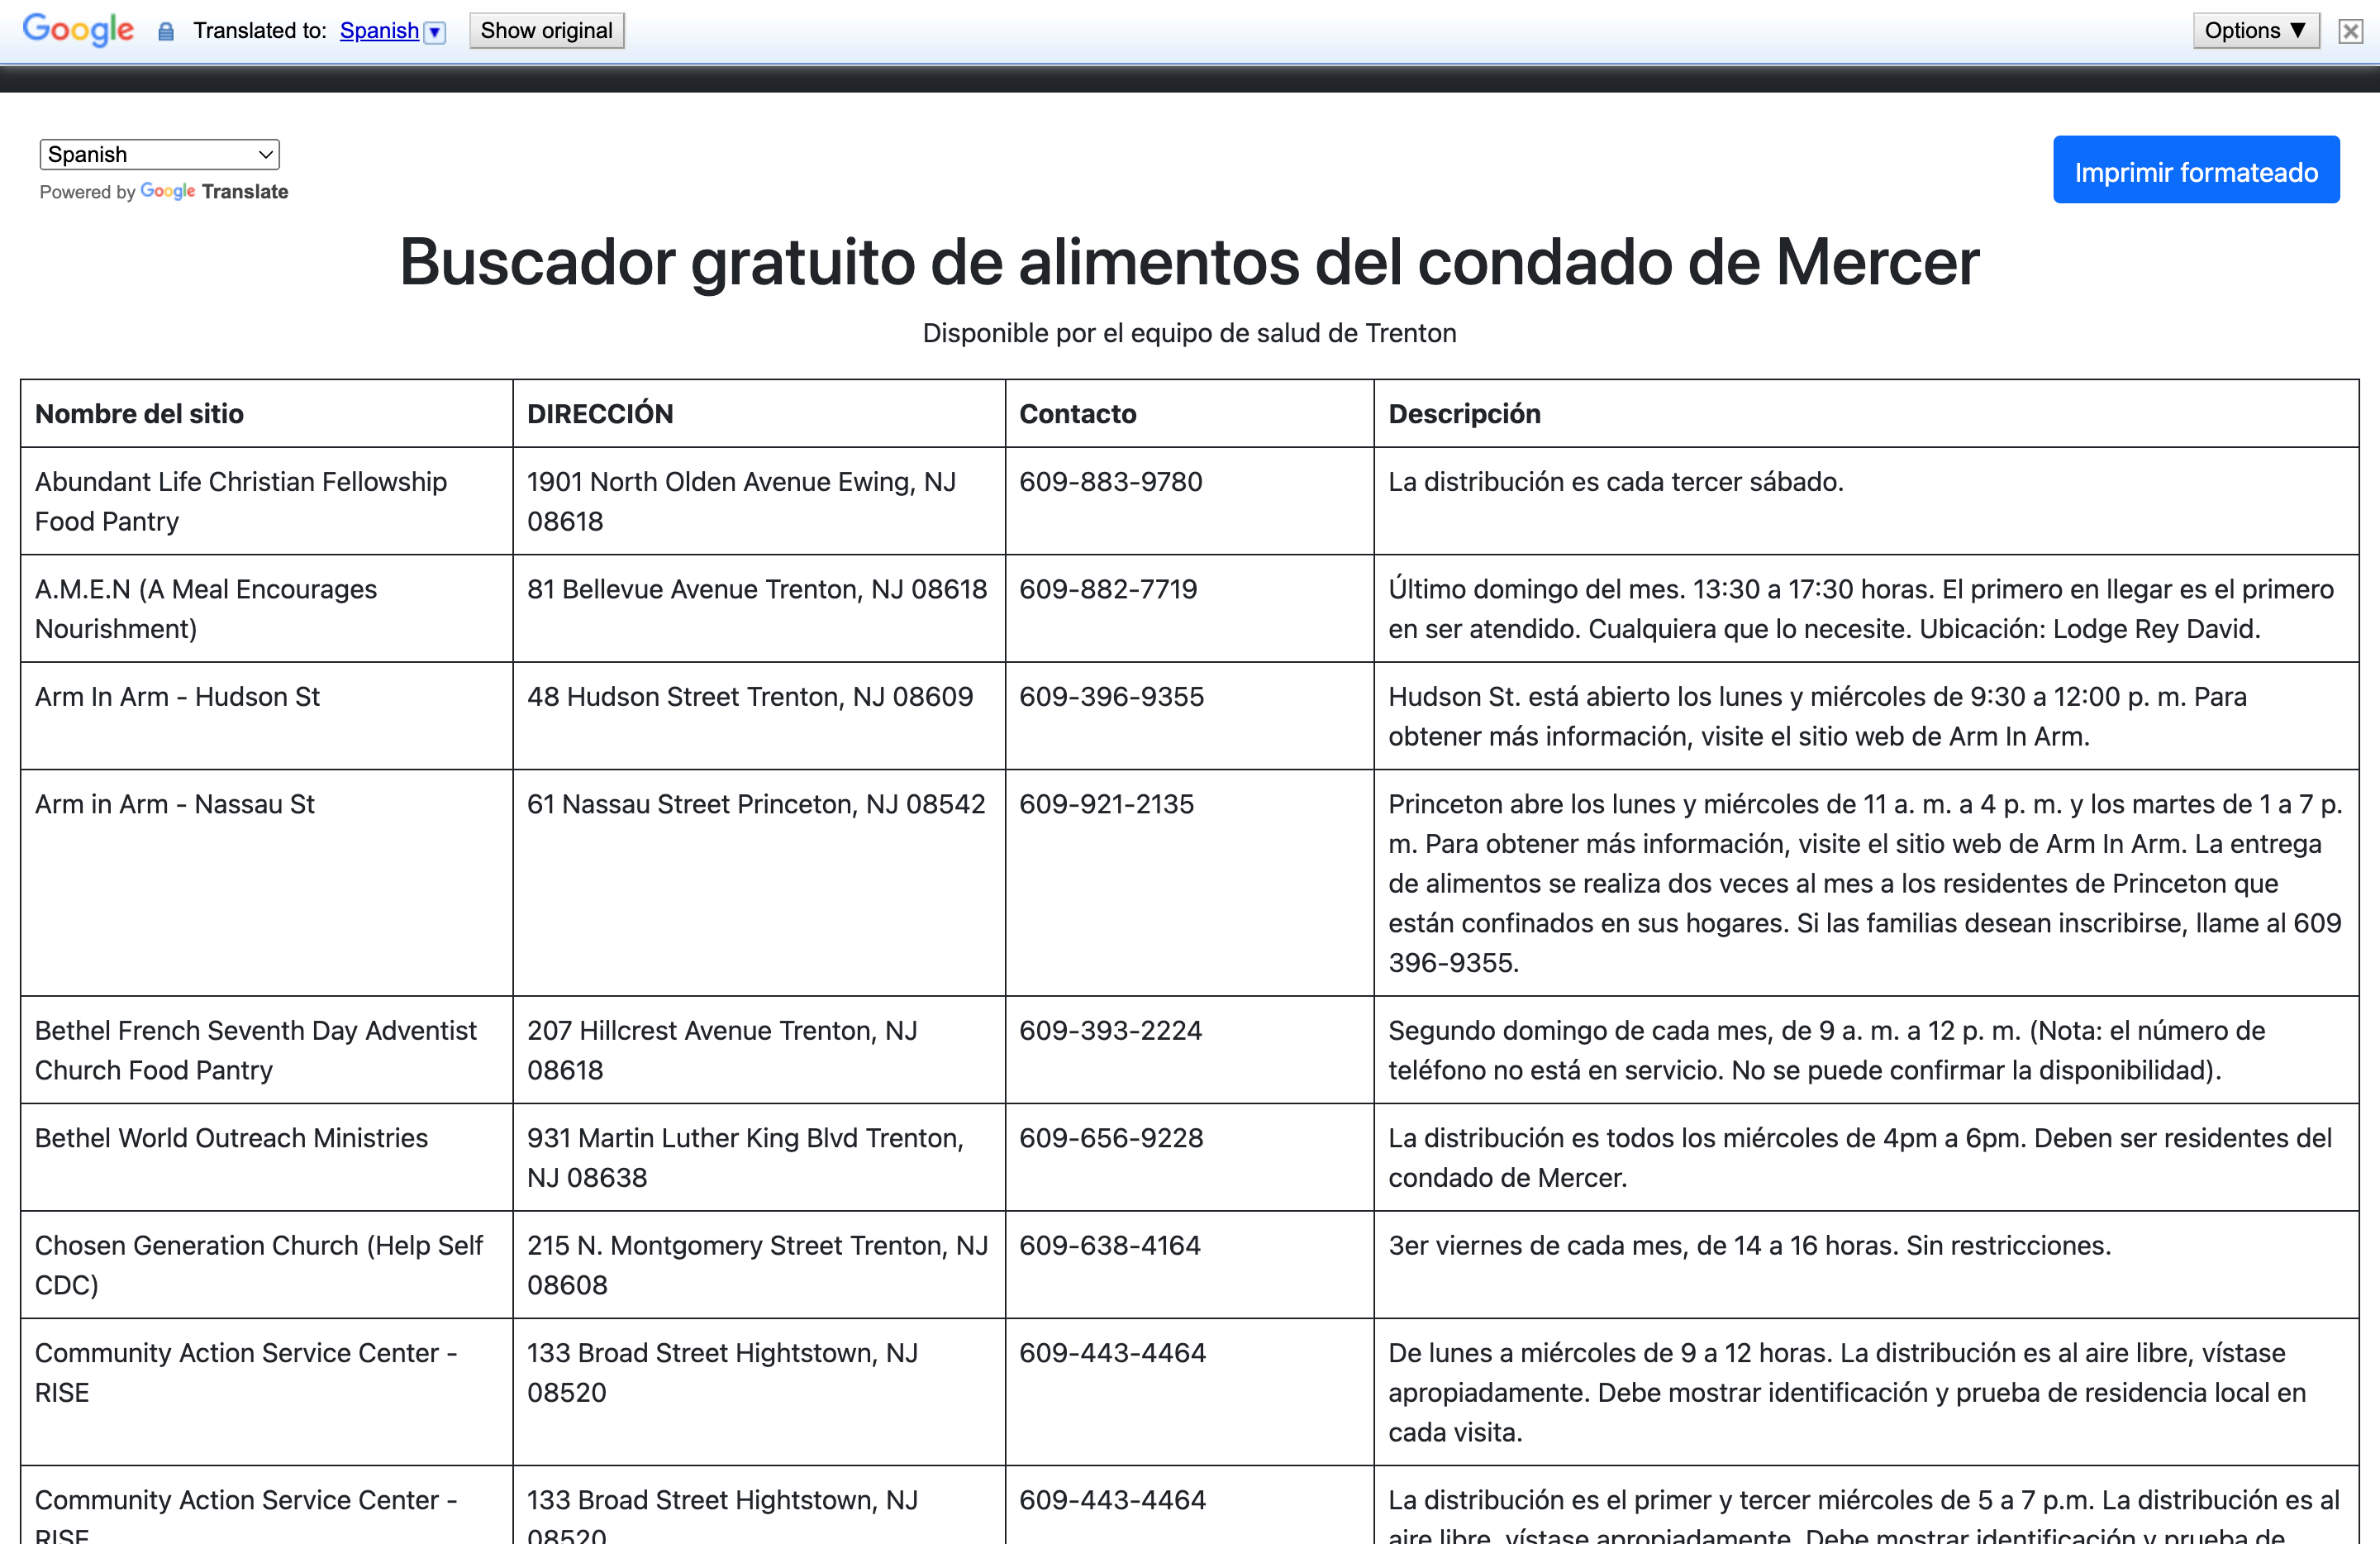 Google Translated to: Spanish ▼ Show original Options ▼
Spanish
Powered by Google Translate
Imprimir formateado
Buscador gratuito de alimentos del condado de Mercer
Disponible por el equipo de salud de Trenton
Nombre del sitio DIRECCIÓN Contacto Descripción
Abundant Life Christian Fellowship
Food Pantry
1901 North Olden Avenue Ewing, NJ
08618
609-883-9780
La distribución es cada tercer sábado.
A.M.E.N (A Meal Encourages
Nourishment)
81 Bellevue Avenue Trenton, NJ 08618
609-882-7719
Último domingo del mes. 13:30 a 17:30 horas. El primero en llegar es el primero
en ser atendido. Cualquiera que lo necesite. Ubicación: Lodge Rey David.
Arm In Arm - Hudson St
48 Hudson Street Trenton, NJ 08609
609-396-9355
Hudson St. está abierto los lunes y miércoles de 9:30 a 12:00 p. m. Para
obtener más información, visite el sitio web de Arm In Arm.
Arm in Arm - Nassau St
61 Nassau Street Princeton, NJ 08542
609-921-2135
Princeton abre los lunes y miércoles de 11 a. m. a 4 p. m. y los martes de 1 a 7 p.
m. Para obtener más información, visite el sitio web de Arm In Arm. La entrega
de alimentos se realiza dos veces al mes a los residentes de Princeton que
están confinados en sus hogares. Si las familias desean inscribirse, llame al 609
396-9355.
Bethel French Seventh Day Adventist
Church Food Pantry
207 Hillcrest Avenue Trenton, NJ
08618
609-393-2224
Segundo domingo de cada mes, de 9 a. m. a 12 p. m. (Nota: el número de
teléfono no está en servicio. No se puede confirmar la disponibilidad).
Bethel World Outreach Ministries
931 Martin Luther King Blvd Trenton,
NJ 08638
609-656-9228
La distribución es todos los miércoles de 4pm a 6pm. Deben ser residentes del
condado de Mercer.
Chosen Generation Church (Help Self
CDC)
215 N. Montgomery Street Trenton, NJ
08608
609-638-4164
3er viernes de cada mes, de 14 a 16 horas. Sin restricciones.
Community Action Service Center -
RISE
133 Broad Street Hightstown, NJ
08520
609-443-4464
De lunes a miércoles de 9 a 12 horas. La distribución es al aire libre, vístase
apropiadamente. Debe mostrar identificación y prueba de residencia local en
cada visita.
Community Action Service Center -
RISE
133 Broad Street Hightstown, NJ
08520
609-443-4464
La distribución es el primer y tercer miércoles de 5 a 7 p.m. La distribución es al
aire libre, vístase apropiadamente. Debe mostrar identificación y prueba de